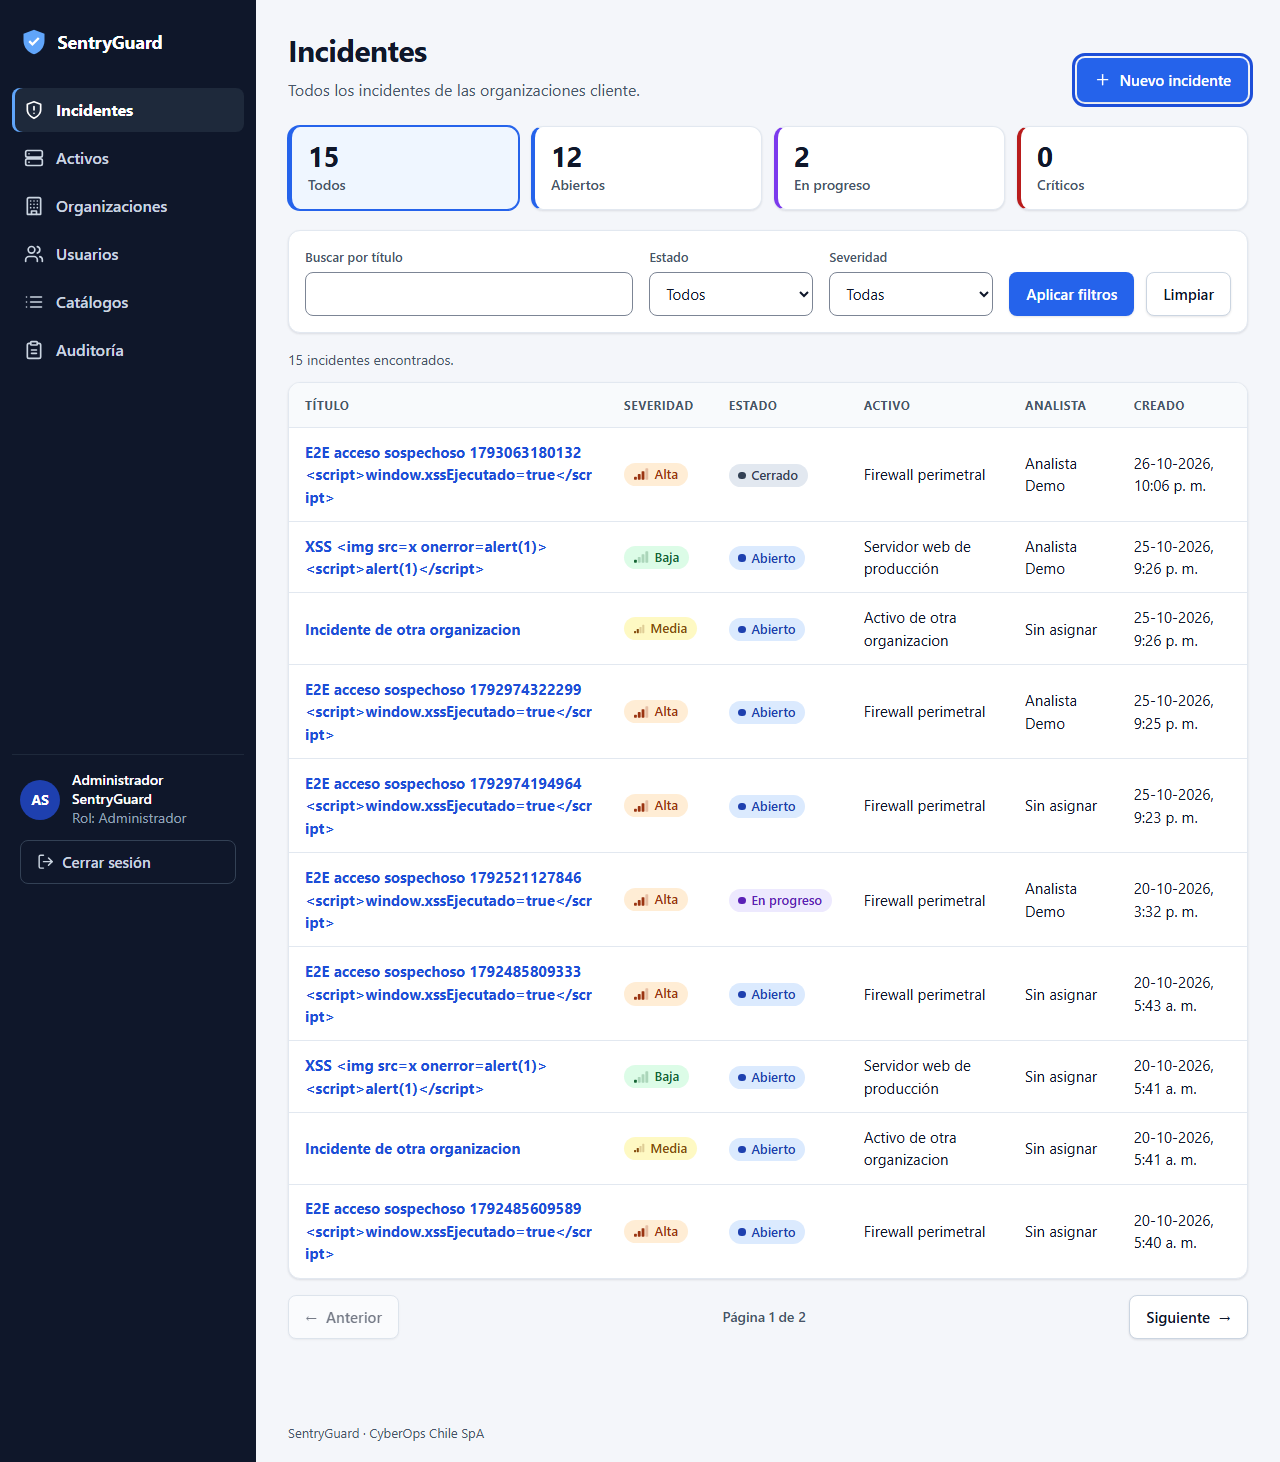 SentryGuard
Incidentes
Activos
Organizaciones
Usuarios
Catálogos
Auditoría
AS
Administrador
SentryGuard
Rol: Administrador
Cerrar sesión
Incidentes
Todos los incidentes de las organizaciones cliente.
+ Nuevo incidente
15
Todos
12
Abiertos
2
En progreso
0
Críticos
Buscar por título
Estado
Severidad
Todos
Todas
Aplicar filtros
Limpiar
15 incidentes encontrados.
TÍTULO SEVERIDAD ESTADO ACTIVO ANALISTA CREADO
E2E acceso sospechoso 1793063180132
<script>window.xssEjecutado=true</scr
ipt>
Alta
Cerrado
Firewall perimetral
Analista
Demo
26-10-2026,
10:06 p. m.
XSS <img src=x onerror=alert(1)>
<script>alert(1)</script>
Baja
Abierto
Servidor web de
producción
Analista
Demo
25-10-2026,
9:26 p. m.
Incidente de otra organizacion
Media
Abierto
Activo de otra
organizacion
Sin asignar
25-10-2026,
9:26 p. m.
E2E acceso sospechoso 1792974322299
<script>window.xssEjecutado=true</scr
ipt>
Alta
Abierto
Firewall perimetral
Analista
Demo
25-10-2026,
9:25 p. m.
E2E acceso sospechoso 1792974194964
<script>window.xssEjecutado=true</scr
ipt>
Alta
Abierto
Firewall perimetral
Sin asignar
25-10-2026,
9:23 p. m.
E2E acceso sospechoso 1792521127846
<script>window.xssEjecutado=true</scr
ipt>
Alta
En progreso
Firewall perimetral
Analista
Demo
20-10-2026,
3:32 p. m.
E2E acceso sospechoso 1792485809333
<script>window.xssEjecutado=true</scr
ipt>
Alta
Abierto
Firewall perimetral
Sin asignar
20-10-2026,
5:43 a. m.
XSS <img src=x onerror=alert(1)>
<script>alert(1)</script>
Baja
Abierto
Servidor web de
producción
Sin asignar
20-10-2026,
5:41 a. m.
Incidente de otra organizacion
Media
Abierto
Activo de otra
organizacion
Sin asignar
20-10-2026,
5:41 a. m.
E2E acceso sospechoso 1792485609589
<script>window.xssEjecutado=true</scr
ipt>
Alta
Abierto
Firewall perimetral
Sin asignar
20-10-2026,
5:40 a. m.
← Anterior
Página 1 de 2
Siguiente →
SentryGuard · CyberOps Chile SpA